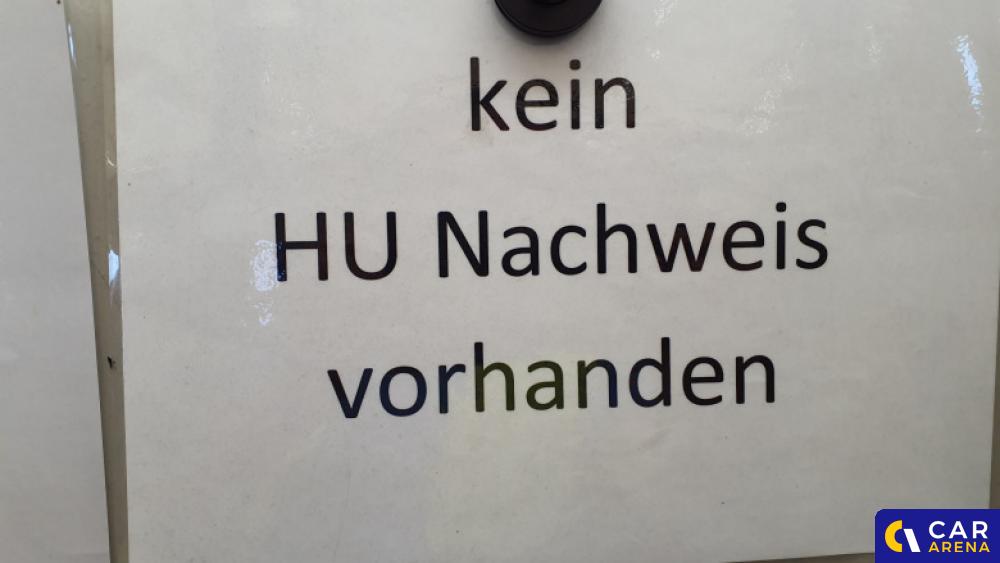 kein
HU Nachweis
vorhanden
CAR
ARENA